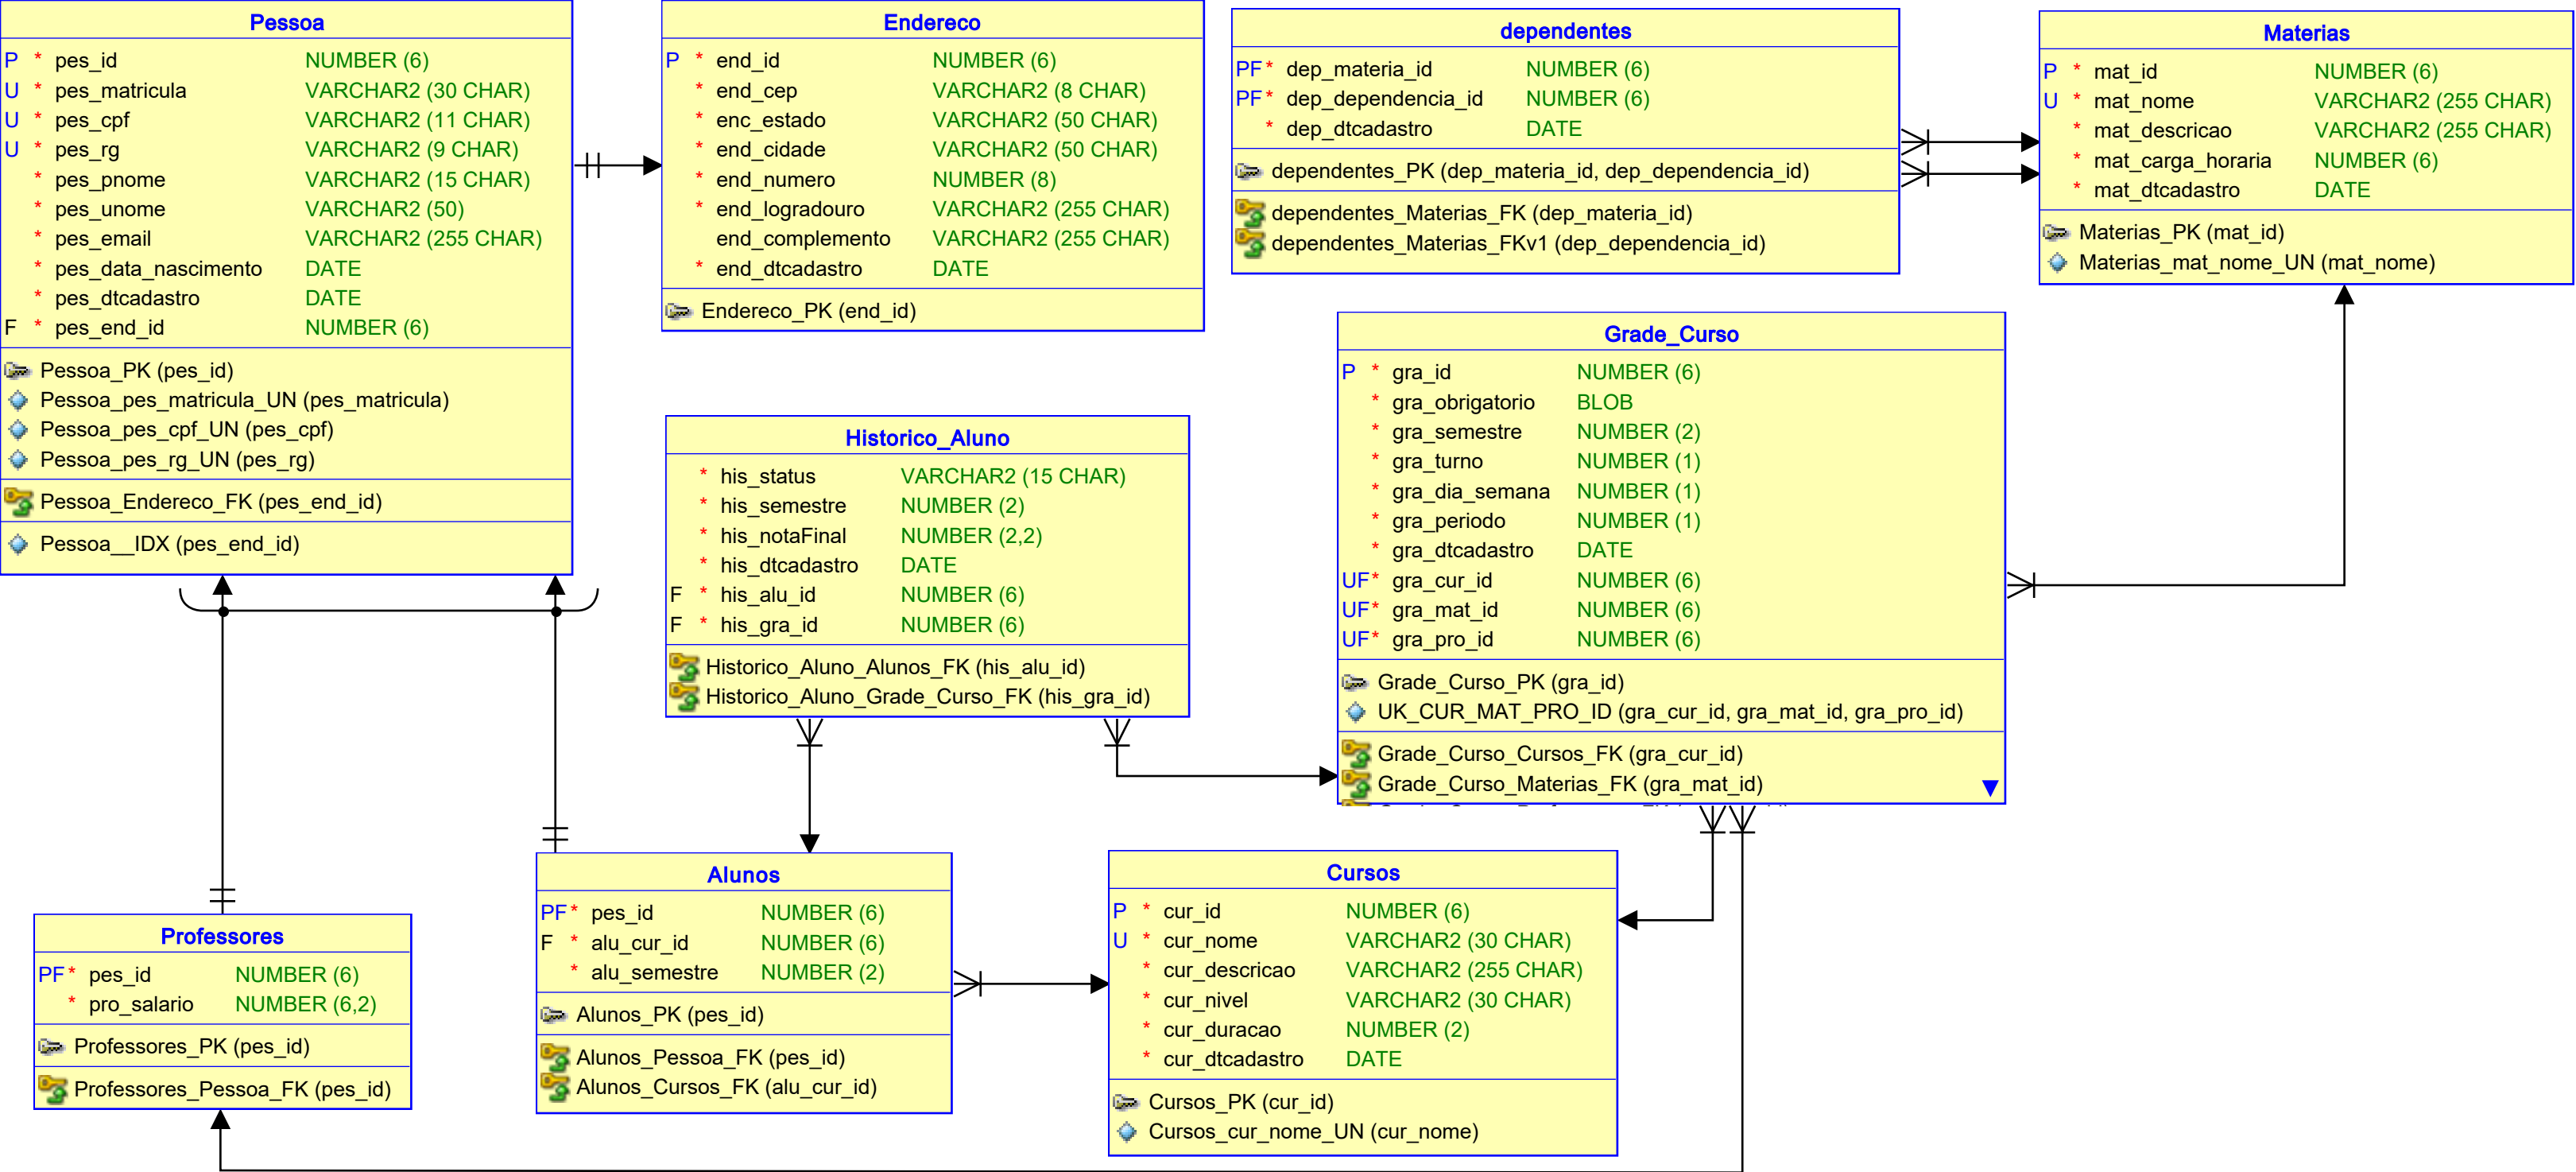 Pessoa
P * pes_id NUMBER (6)
U * pes_matricula VARCHAR2 (30 CHAR)
U * pes_cpf VARCHAR2 (11 CHAR)
U * pes_rg VARCHAR2 (9 CHAR)
* pes_pnome VARCHAR2 (15 CHAR)
* pes_unome VARCHAR2 (50)
* pes_email VARCHAR2 (255 CHAR)
* pes_data_nascimento DATE
* pes_dtcadastro DATE
F * pes_end_id NUMBER (6)
Pessoa_PK (pes_id)
Pessoa_pes_matricula_UN (pes_matricula)
Pessoa_pes_cpf_UN (pes_cpf)
Pessoa_pes_rg_UN (pes_rg)
Pessoa_Endereco_FK (pes_end_id)
Pessoa__IDX (pes_end_id)
Endereco
P * end_id NUMBER (6)
* end_cep VARCHAR2 (8 CHAR)
* enc_estado VARCHAR2 (50 CHAR)
* end_cidade VARCHAR2 (50 CHAR)
* end_numero NUMBER (8)
* end_logradouro VARCHAR2 (255 CHAR)
end_complemento VARCHAR2 (255 CHAR)
* end_dtcadastro DATE
Endereco_PK (end_id)
dependentes
PF * dep_materia_id NUMBER (6)
PF * dep_dependencia_id NUMBER (6)
* dep_dtcadastro DATE
dependentes_PK (dep_materia_id, dep_dependencia_id)
dependentes_Materias_FK (dep_materia_id)
dependentes_Materias_FKv1 (dep_dependencia_id)
Materias
P * mat_id NUMBER (6)
U * mat_nome VARCHAR2 (255 CHAR)
* mat_descricao VARCHAR2 (255 CHAR)
* mat_carga_horaria NUMBER (6)
* mat_dtcadastro DATE
Materias_PK (mat_id)
Materias_mat_nome_UN (mat_nome)
Historico_Aluno
* his_status VARCHAR2 (15 CHAR)
* his_semestre NUMBER (2)
* his_notaFinal NUMBER (2,2)
* his_dtcadastro DATE
F * his_alu_id NUMBER (6)
F * his_gra_id NUMBER (6)
Historico_Aluno_Alunos_FK (his_alu_id)
Historico_Aluno_Grade_Curso_FK (his_gra_id)
Grade_Curso
P * gra_id NUMBER (6)
* gra_obrigatorio BLOB
* gra_semestre NUMBER (2)
* gra_turno NUMBER (1)
* gra_dia_semana NUMBER (1)
* gra_periodo NUMBER (1)
* gra_dtcadastro DATE
UF * gra_cur_id NUMBER (6)
UF * gra_mat_id NUMBER (6)
UF * gra_pro_id NUMBER (6)
Grade_Curso_PK (gra_id)
UK_CUR_MAT_PRO_ID (gra_cur_id, gra_mat_id, gra_pro_id)
Grade_Curso_Cursos_FK (gra_cur_id)
Grade_Curso_Materias_FK (gra_mat_id)
Professores
PF * pes_id NUMBER (6)
* pro_salario NUMBER (6,2)
Professores_PK (pes_id)
Professores_Pessoa_FK (pes_id)
Alunos
PF * pes_id NUMBER (6)
F * alu_cur_id NUMBER (6)
* alu_semestre NUMBER (2)
Alunos_PK (pes_id)
Alunos_Pessoa_FK (pes_id)
Alunos_Cursos_FK (alu_cur_id)
Cursos
P * cur_id NUMBER (6)
U * cur_nome VARCHAR2 (30 CHAR)
* cur_descricao VARCHAR2 (255 CHAR)
* cur_nivel VARCHAR2 (30 CHAR)
* cur_duracao NUMBER (2)
* cur_dtcadastro DATE
Cursos_PK (cur_id)
Cursos_cur_nome_UN (cur_nome)